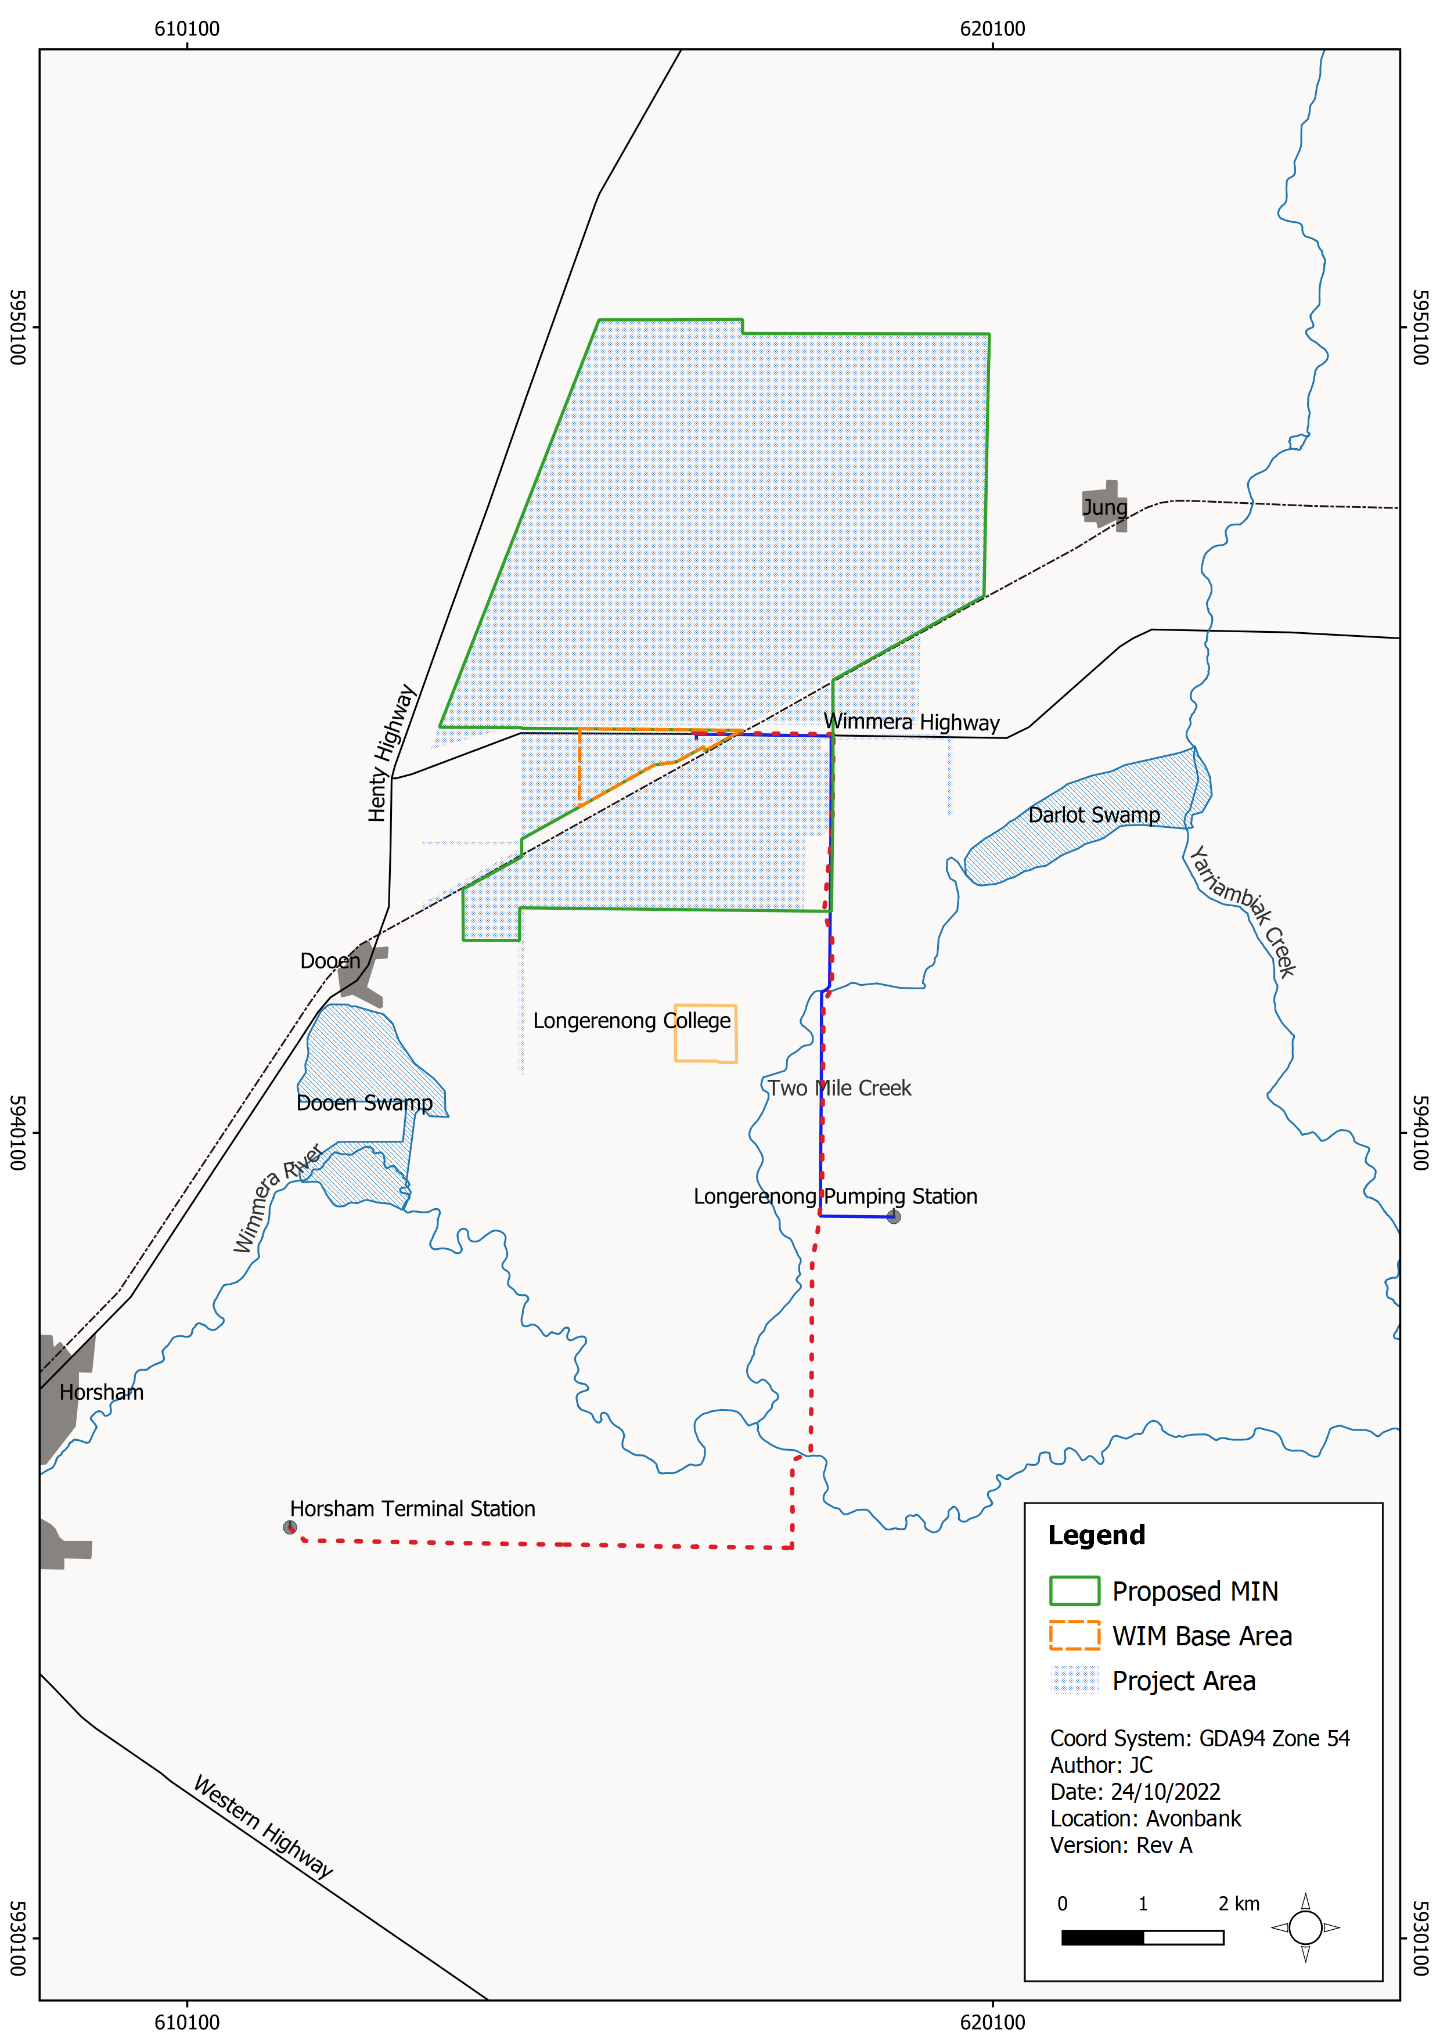 610100
620100
5950100
5950100
Jung
Henty Highway
Wimmera Highway
Darlot Swamp
Yarriambiak Creek
Dooen
Longerenong College
Two Mile Creek
Dooen Swamp
5940100
5940100
Wimmera River
Longerenong Pumping Station
Horsham
Horsham Terminal Station
Western Highway
Legend
Proposed MIN
WIM Base Area
Project Area
Coord System: GDA94 Zone 54
Author: JC
Date: 24/10/2022
Location: Avonbank
Version: Rev A
0 1 2 km
5930100
5930100
610100
620100